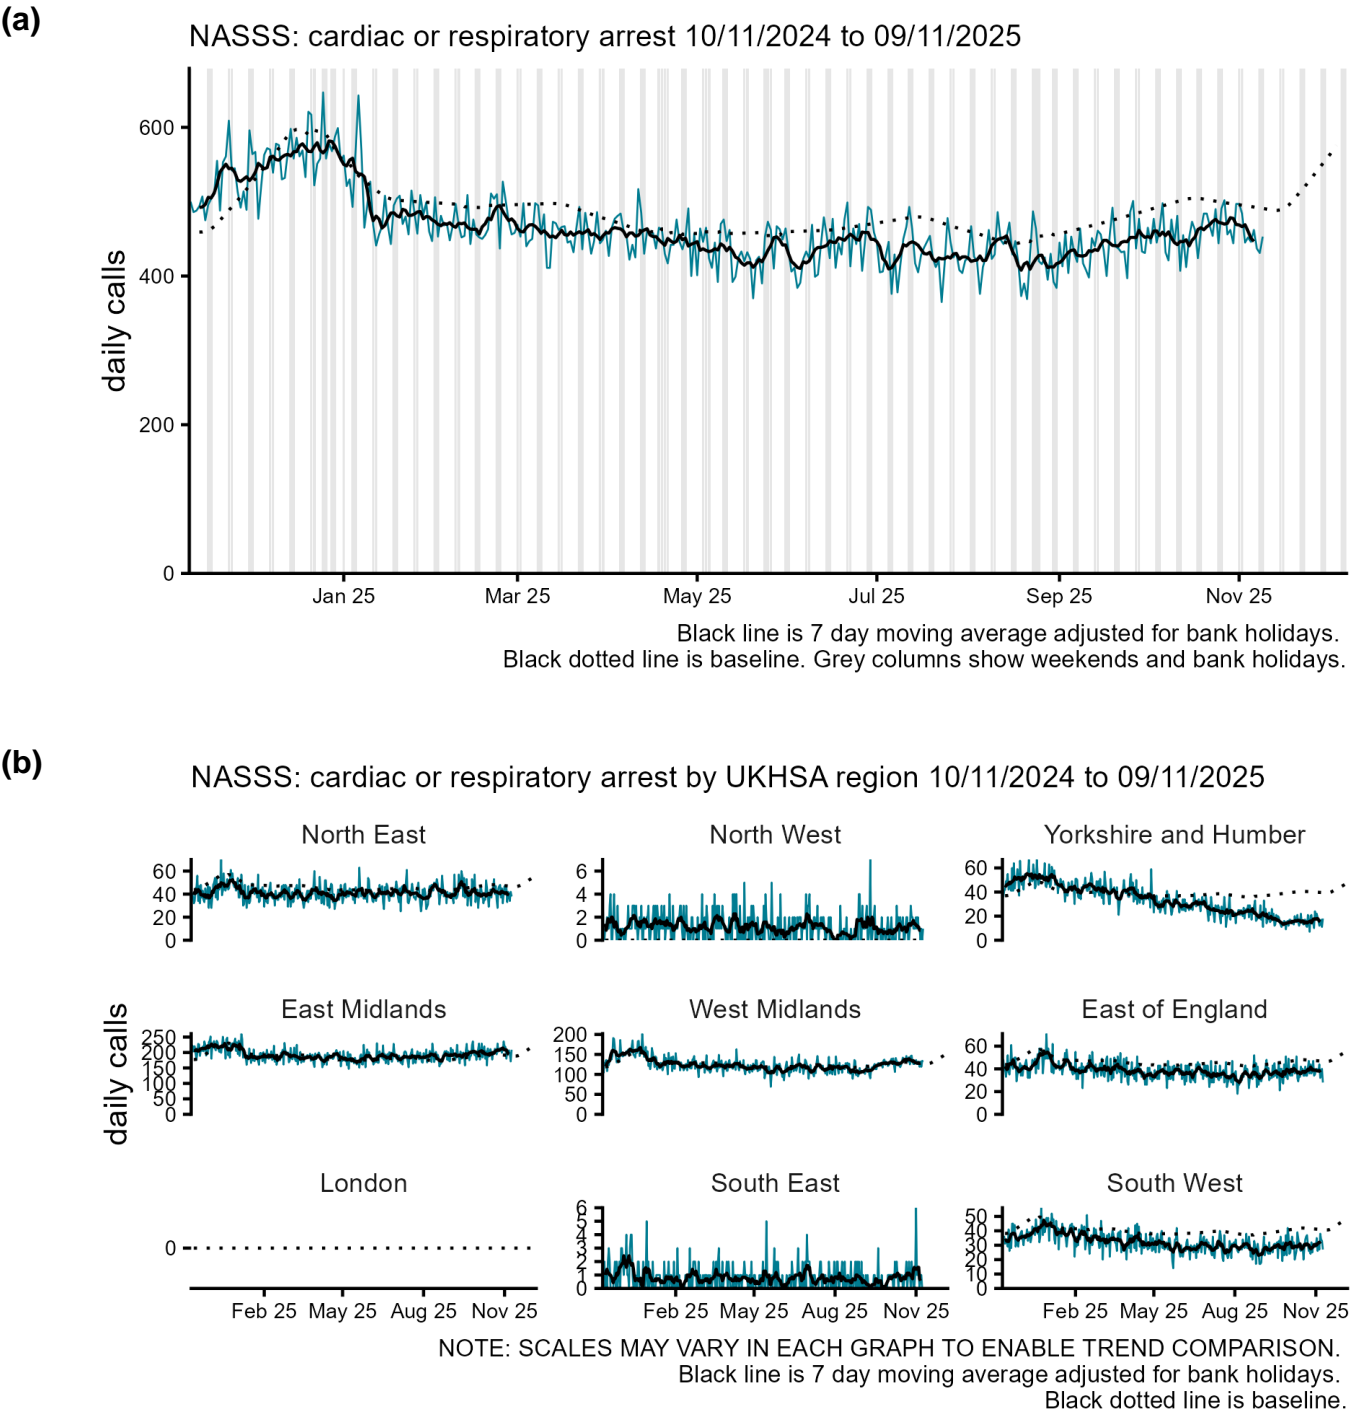 (a)
NASSS: cardiac or respiratory arrest 10/11/2024 to 09/11/2025
daily calls
600
400
200
0
Jan 25 Mar 25 May 25 Jul 25 Sep 25 Nov 25
Black line is 7 day moving average adjusted for bank holidays.
Black dotted line is baseline. Grey columns show weekends and bank holidays.
(b)
NASSS: cardiac or respiratory arrest by UKHSA region 10/11/2024 to 09/11/2025
daily calls
North East
60
40
20
0
North West
6
4
2
0
Yorkshire and Humber
60
40
20
0
East Midlands
250
200
150
100
50
0
West Midlands
200
150
100
50
0
East of England
60
40
20
0
London
0
South East
6
5
4
3
2
1
0
South West
50
40
30
20
10
0
Feb 25 May 25 Aug 25 Nov 25
Feb 25 May 25 Aug 25 Nov 25
Feb 25 May 25 Aug 25 Nov 25
NOTE: SCALES MAY VARY IN EACH GRAPH TO ENABLE TREND COMPARISON.
Black line is 7 day moving average adjusted for bank holidays.
Black dotted line is baseline.